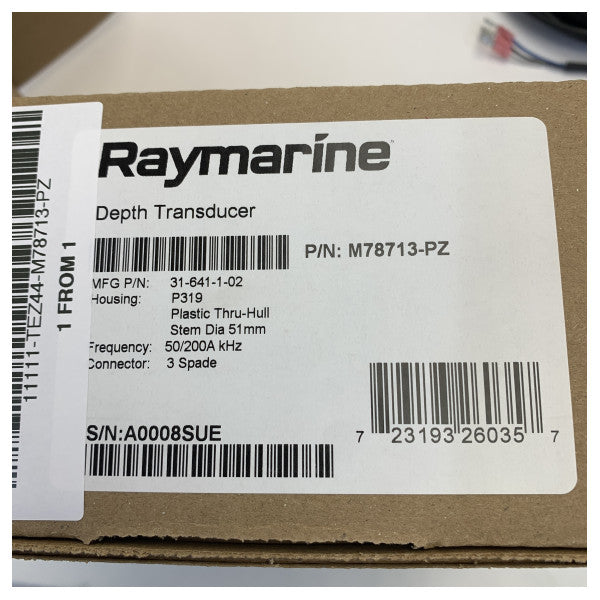 Raymarine
Depth Transducer
P/N: M78713-PZ
MFG P/N: 31-641-1-02
Housing: P319
Plastic Thru-Hull
Stem Dia 51mm
Frequency: 50/200A kHz
Connector: 3 Spade
S/N:A0008SUE
7 23193 26035 7
11111-TEZ44-M78713-PZ
1 FROM 1